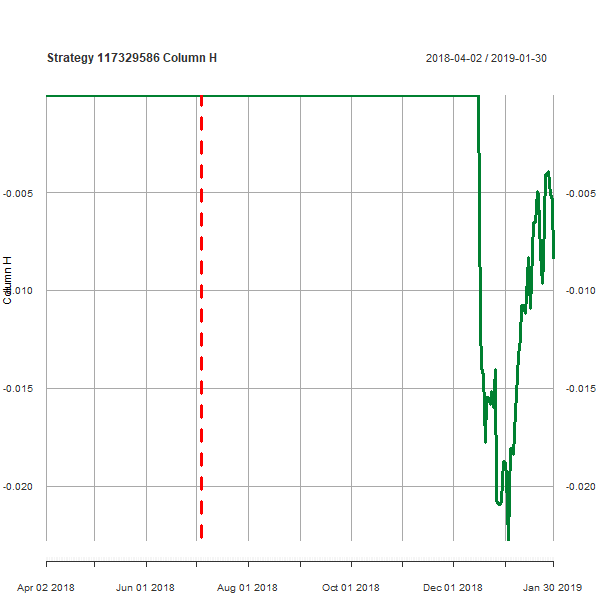 Strategy 117329586 Column H
2018-04-02 / 2019-01-30
-0.005
-0.005
Column H
-0.010
-0.010
-0.015
-0.015
-0.020
-0.020
Apr 02 2018
Jun 01 2018
Aug 01 2018
Oct 01 2018
Dec 01 2018
Jan 30 2019